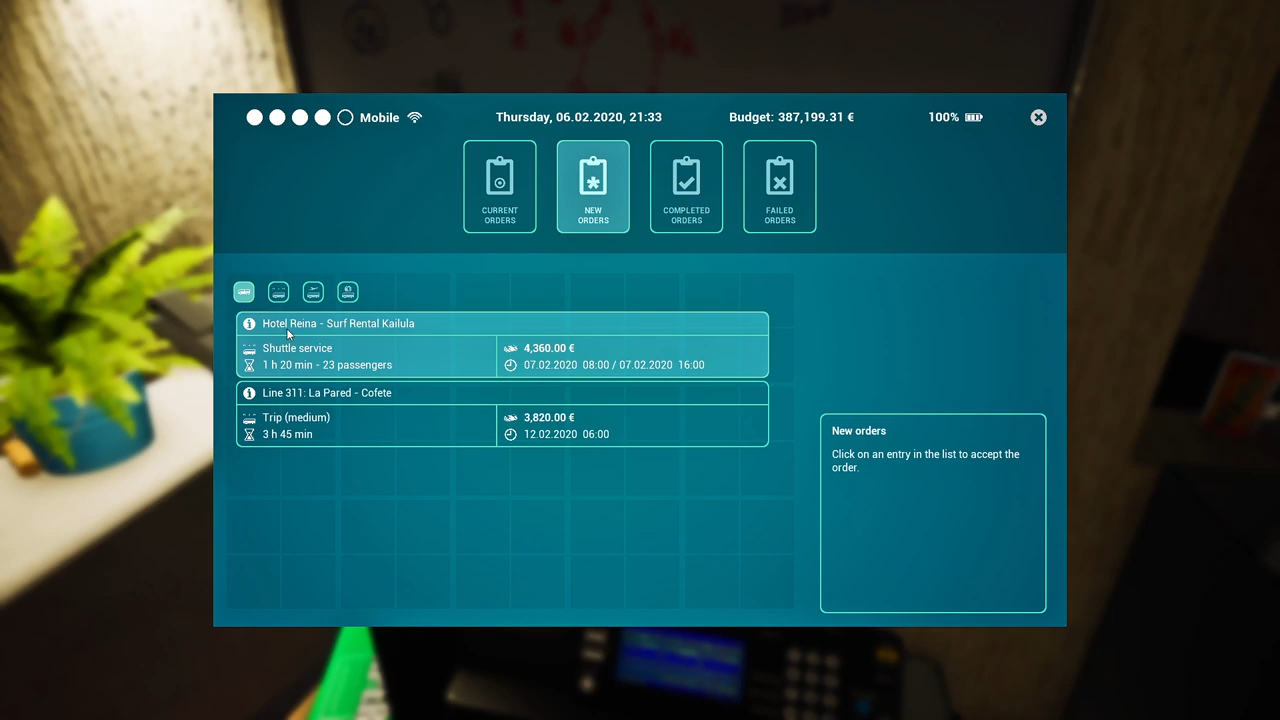 Mobile
Thursday, 06.02.2020, 21:33
Budget: 387,199.31 €
100%
CURRENT
ORDERS
NEW
ORDERS
COMPLETED
ORDERS
FAILED
ORDERS
Hotel Reina - Surf Rental Kailula
Shuttle service
4,360.00 €
1 h 20 min - 23 passengers
07.02.2020 08:00 / 07.02.2020 16:00
Line 311: La Pared - Cofete
Trip (medium)
3,820.00 €
3 h 45 min
12.02.2020 06:00
New orders
Click on an entry in the list to accept the
order.